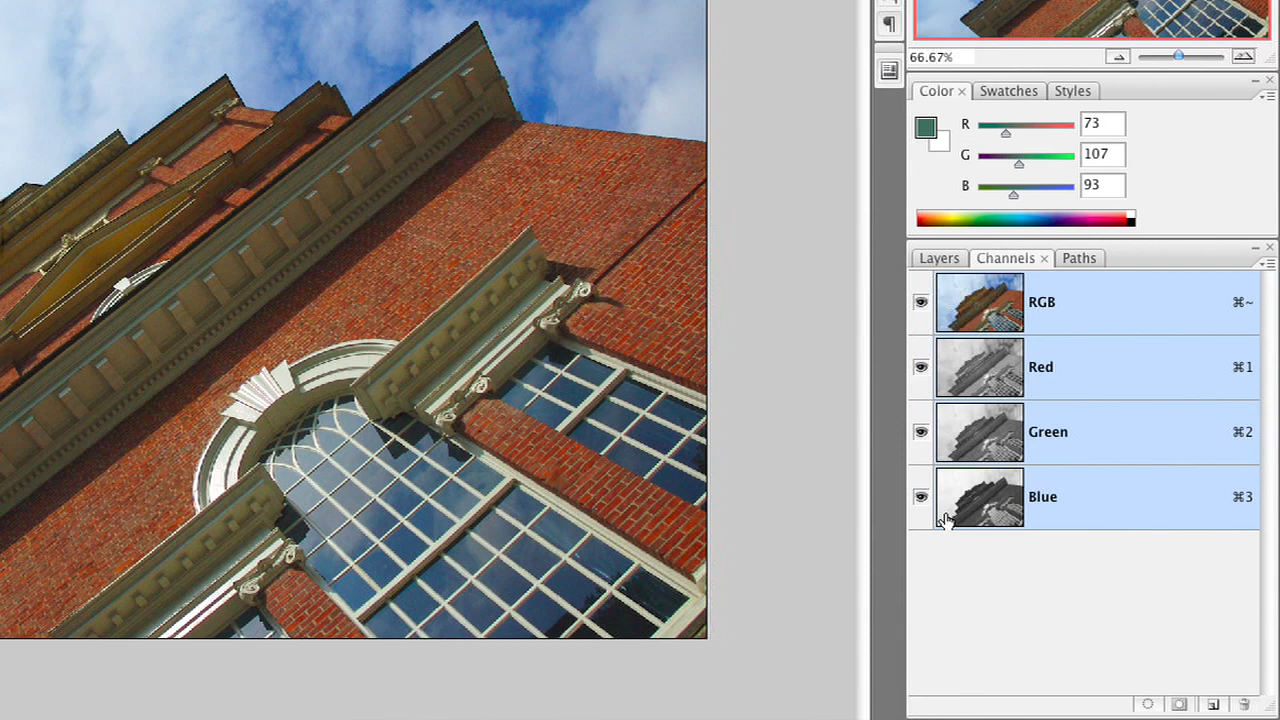 66.67%
Color × Swatches Styles
R 73
G 107
B 93
Layers Channels × Paths
RGB ⌘~
Red ⌘1
Green ⌘2
Blue ⌘3